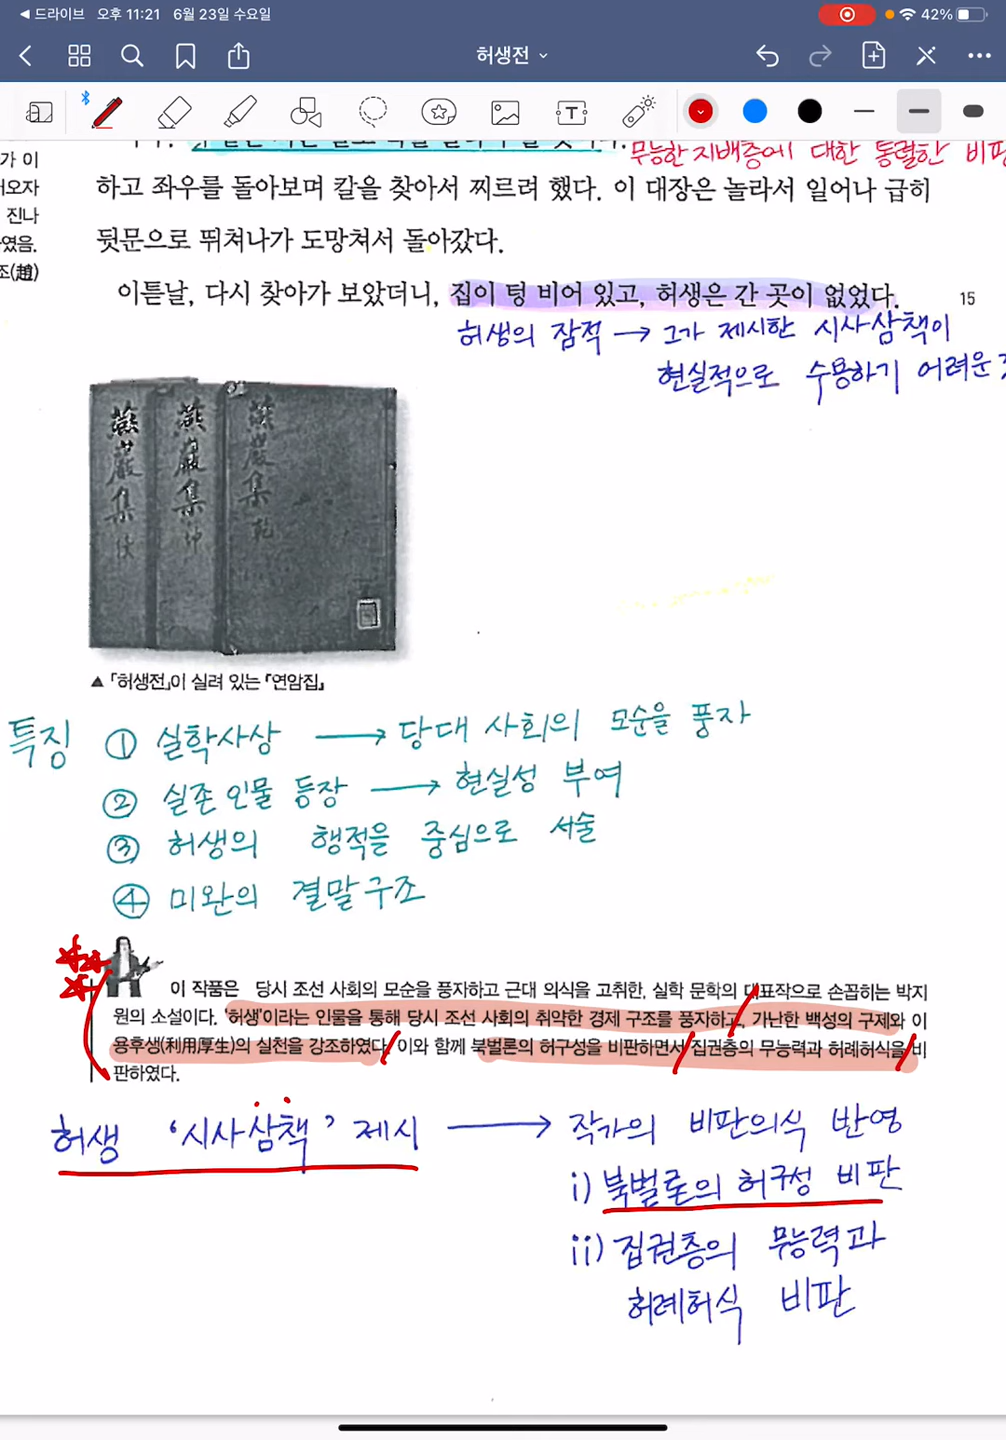 드라이브 오후 11:21 6월 23일 수요일
42%
허생전
무능한 지배층에 대한 통렬한 비판
가 이
하고 좌우를 돌아보며 칼을 찾아서 찌르려 했다. 이 대장은 놀라서 일어나 급히
진나
뒷문으로 뛰쳐나가 도망쳐서 돌아갔다.
였음.
조(趙)
이튿날, 다시 찾아가 보았더니, 집이 텅 비어 있고, 허생은 간 곳이 없었다.
15
허생의 잠적 → 그가 제시한 시사삼책이
현실적으로 수용하기 어려운
燕巖集
燕巖集
燕巖集 乾
▲「허생전」이 실려 있는 『연암집』
특징 ① 실학사상 → 당대 사회의 모순을 풍자
② 실존 인물 등장 → 현실성 부여
③ 허생의 행적을 중심으로 서술
④ 미완의 결말구조
이 작품은 당시 조선 사회의 모순을 풍자하고 근대 의식을 고취한, 실학 문학의 대표작으로 손꼽히는 박지
원의 소설이다. '허생'이라는 인물을 통해 당시 조선 사회의 취약한 경제 구조를 풍자하고, 가난한 백성의 구제와 이
용후생(利用厚生)의 실천을 강조하였다. 이와 함께 북벌론의 허구성을 비판하면서 집권층의 무능력과 허례허식을 비
판하였다.
허생 '시사삼책' 제시 → 작가의 비판의식 반영
i) 북벌론의 허구성 비판
ii) 집권층의 무능력과
허례허식 비판